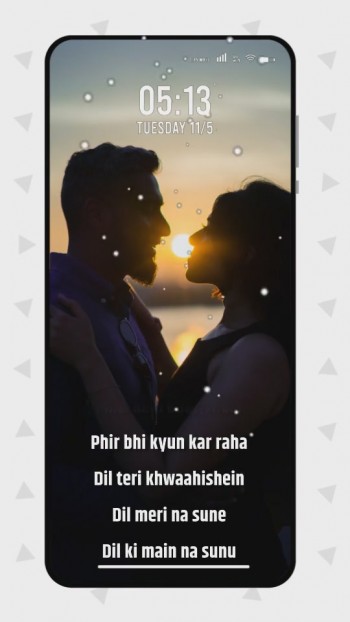 05:13
TUESDAY 11/5
Phir bhi kyun kar raha
Dil teri khwaahishein
Dil meri na sune
Dil ki main na sunu